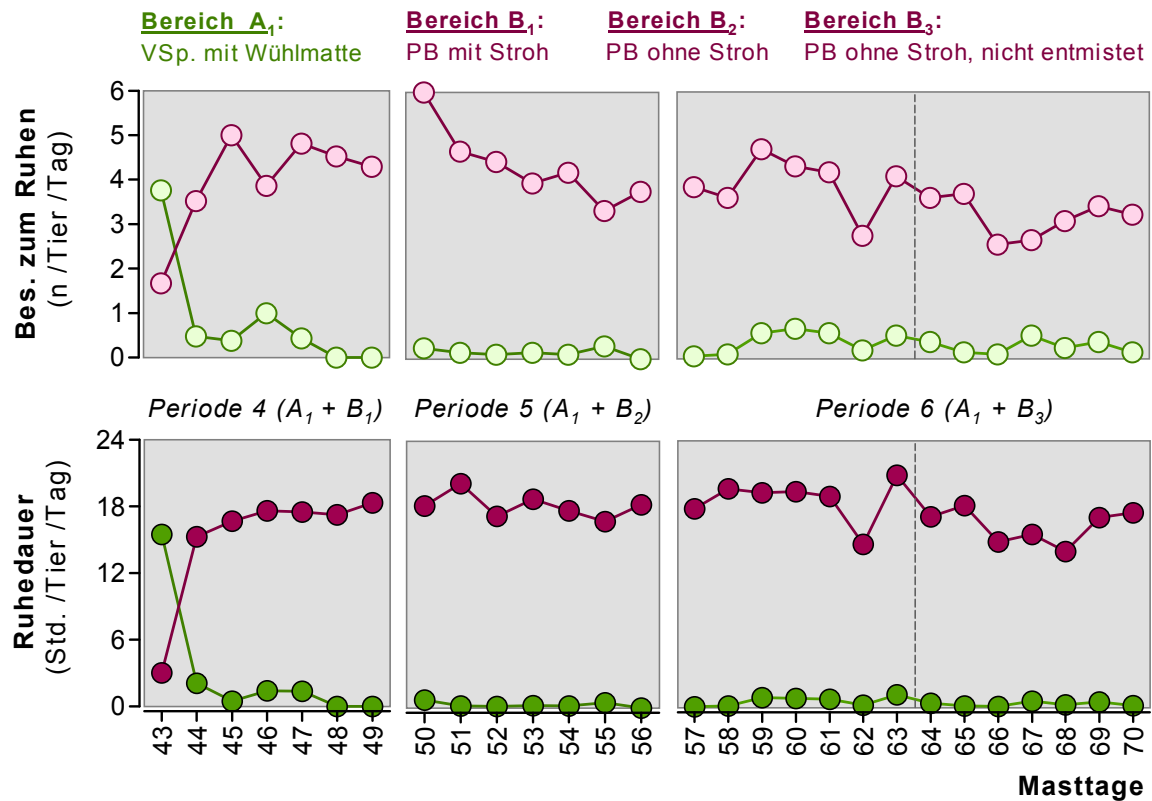 Bereich A₁:
VSp. mit Wühlmatte
Bereich B₁:
PB mit Stroh
Bereich B₂:
PB ohne Stroh
Bereich B₃:
PB ohne Stroh, nicht entmistet
Bes. zum Ruhen
(n /Tier /Tag)
6
5
4
3
2
1
0
Periode 4 (A₁ + B₁)
Periode 5 (A₁ + B₂)
Periode 6 (A₁ + B₃)
Ruhedauer
(Std. /Tier /Tag)
24
18
12
6
0
43 44 45 46 47 48 49
50 51 52 53 54 55 56
57 58 59 60 61 62 63 64 65 66 67 68 69 70
Masttage